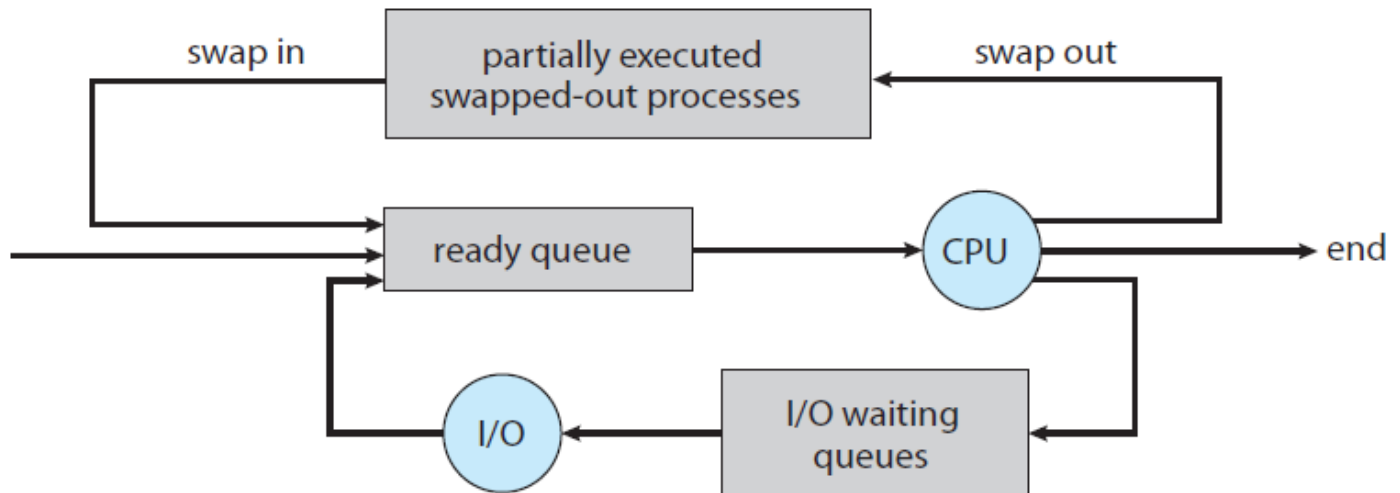 swap in
partially executed
swapped-out processes
swap out
ready queue
CPU
end
I/O
I/O waiting
queues